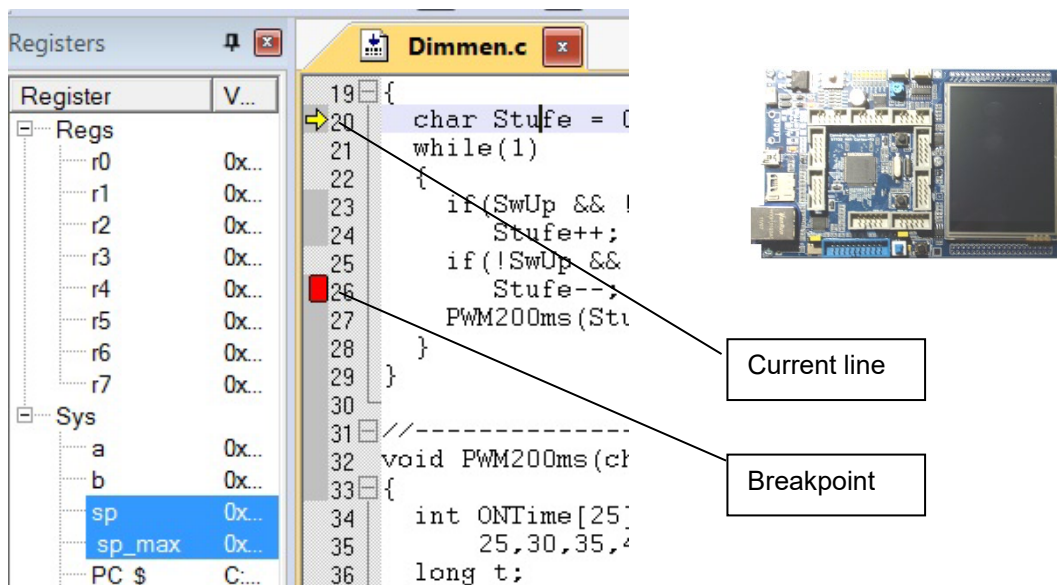 Registers
Register V...
Regs
r0 0x...
r1 0x...
r2 0x...
r3 0x...
r4 0x...
r5 0x...
r6 0x...
r7 0x...
Sys
a 0x...
b 0x...
sp 0x...
sp_max 0x...
PC $ C:...
Dimmen.c
19 {
20 char Stufe = 0
21 while(1)
22 {
23 if(SwUp && !
24 Stufe++;
25 if(!SwUp &&
26 Stufe--;
27 PWM200ms(Stu
28 }
29 }
30
31 //---------------
32 void PWM200ms(ch
33 {
34 int ONTime[25]
35 25,30,35,4
36 long t;
Current line
Breakpoint